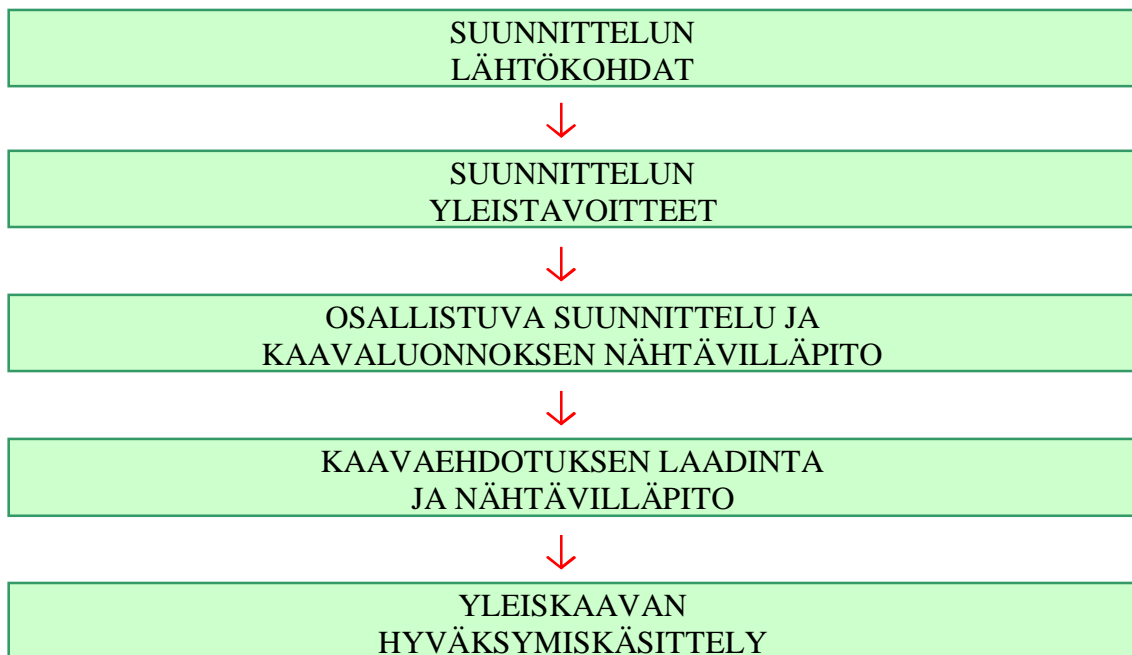 SUUNNITTELUN
LÄHTÖKOHDAT
SUUNNITTELUN
YLEISTAVOITTEET
OSALLISTUVA SUUNNITTELU JA
KAAVALUONNOKSEN NÄHTÄVILLÄPITO
KAAVAEHDOTUKSEN LAADINTA
JA NÄHTÄVILLÄPITO
YLEISKAAVAN
HYVÄKSYMISKÄSITTELY